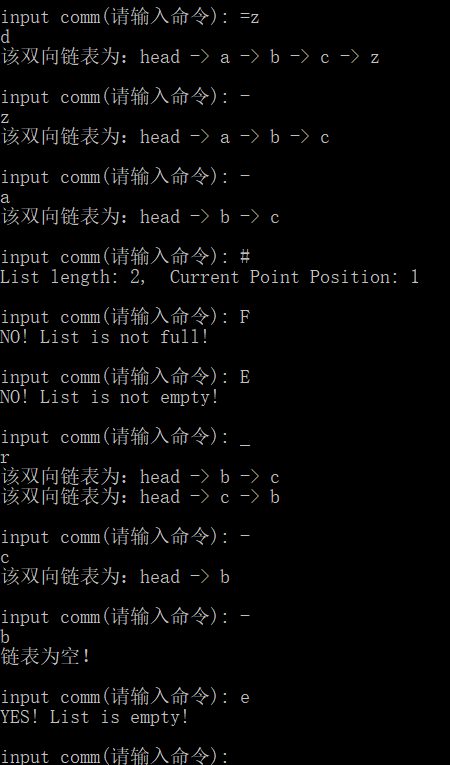 input comm(请输入命令): =z
d
该双向链表为: head -> a -> b -> c -> z
input comm(请输入命令): -
z
该双向链表为: head -> a -> b -> c
input comm(请输入命令): -
a
该双向链表为: head -> b -> c
input comm(请输入命令): #
List length: 2,  Current Point Position: 1
input comm(请输入命令): F
NO! List is not full!
input comm(请输入命令): E
NO! List is not empty!
input comm(请输入命令): _
r
该双向链表为: head -> b -> c
该双向链表为: head -> c -> b
input comm(请输入命令): -
c
该双向链表为: head -> b
input comm(请输入命令): -
b
链表为空!
input comm(请输入命令): e
YES! List is empty!
input comm(请输入命令):